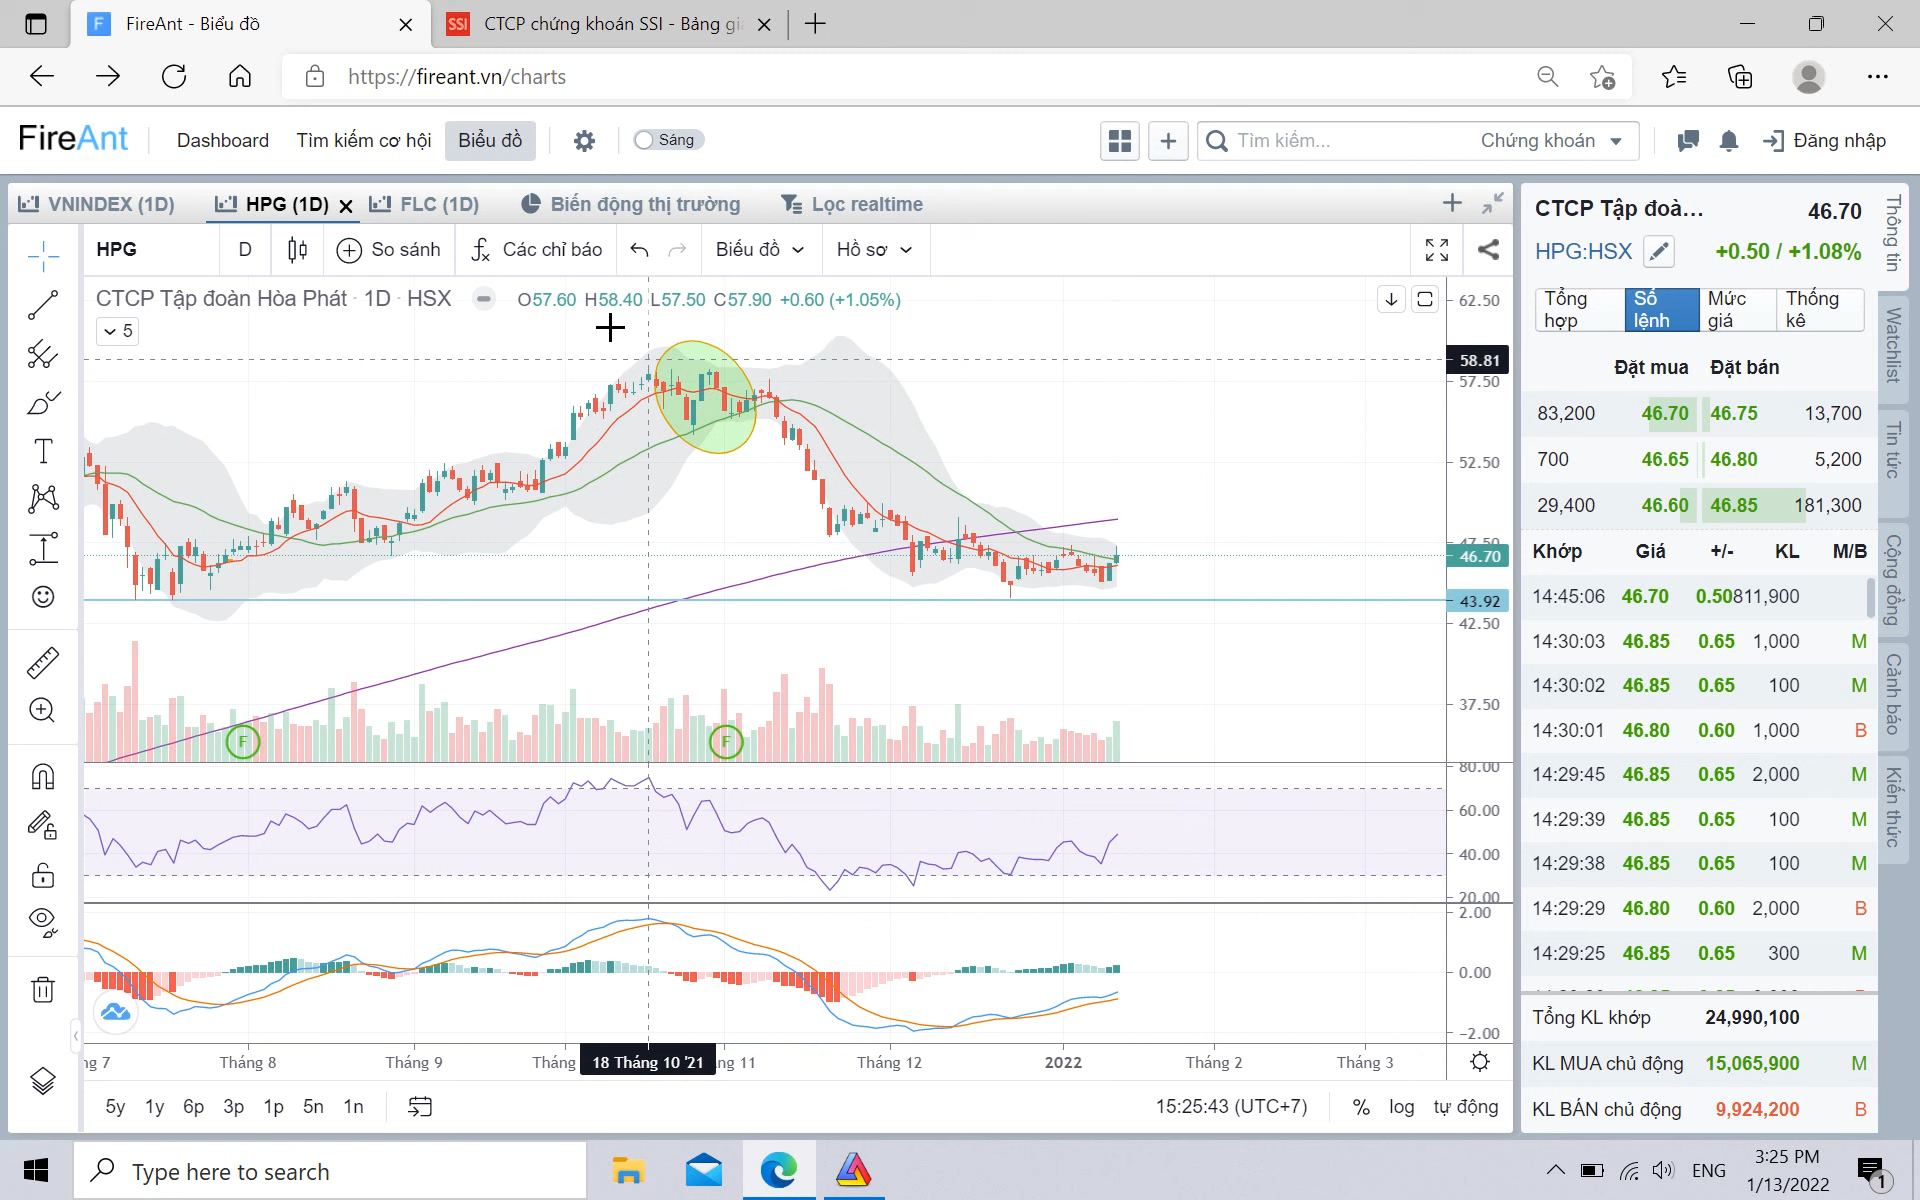 FireAnt - Biểu đồ
CTCP chứng khoán SSI - Bảng gi
https://fireant.vn/charts
FireAnt Dashboard Tìm kiếm cơ hội Biểu đồ Sáng Tìm kiếm... Chứng khoán Đăng nhập
VNINDEX (1D) HPG (1D) FLC (1D) Biến động thị trường Lọc realtime
HPG D So sánh Các chỉ báo Biểu đồ Hồ sơ
CTCP Tập đoàn Hòa Phát · 1D · HSX O57.60 H58.40 L57.50 C57.90 +0.60 (+1.05%)
5
62.50
58.81
57.50
52.50
47.50
46.70
43.92
42.50
37.50
F F
80.00
60.00
40.00
20.00
2.00
0.00
-2.00
ng 7 Tháng 8 Tháng 9 Tháng 18 Tháng 10 '21 ng 11 Tháng 12 2022 Tháng 2 Tháng 3
5y 1y 6p 3p 1p 5n 1n 15:25:43 (UTC+7) % log tự động
CTCP Tập đoà... 46.70
HPG:HSX +0.50 / +1.08%
Tổng hợp Số lệnh Mức giá Thống kê
Đặt mua Đặt bán
83,200 46.70 46.75 13,700
700 46.65 46.80 5,200
29,400 46.60 46.85 181,300
Khớp Giá +/- KL M/B
14:45:06 46.70 0.50 811,900
14:30:03 46.85 0.65 1,000 M
14:30:02 46.85 0.65 100 M
14:30:01 46.80 0.60 1,000 B
14:29:45 46.85 0.65 2,000 M
14:29:39 46.85 0.65 100 M
14:29:38 46.85 0.65 100 M
14:29:29 46.80 0.60 2,000 B
14:29:25 46.85 0.65 300 M
Tổng KL khớp 24,990,100
KL MUA chủ động 15,065,900 M
KL BÁN chủ động 9,924,200 B
Thông tin
Watchlist
Tin tức
Cộng đồng
Cảnh báo
Kiến thức
Type here to search
ENG
3:25 PM
1/13/2022
1